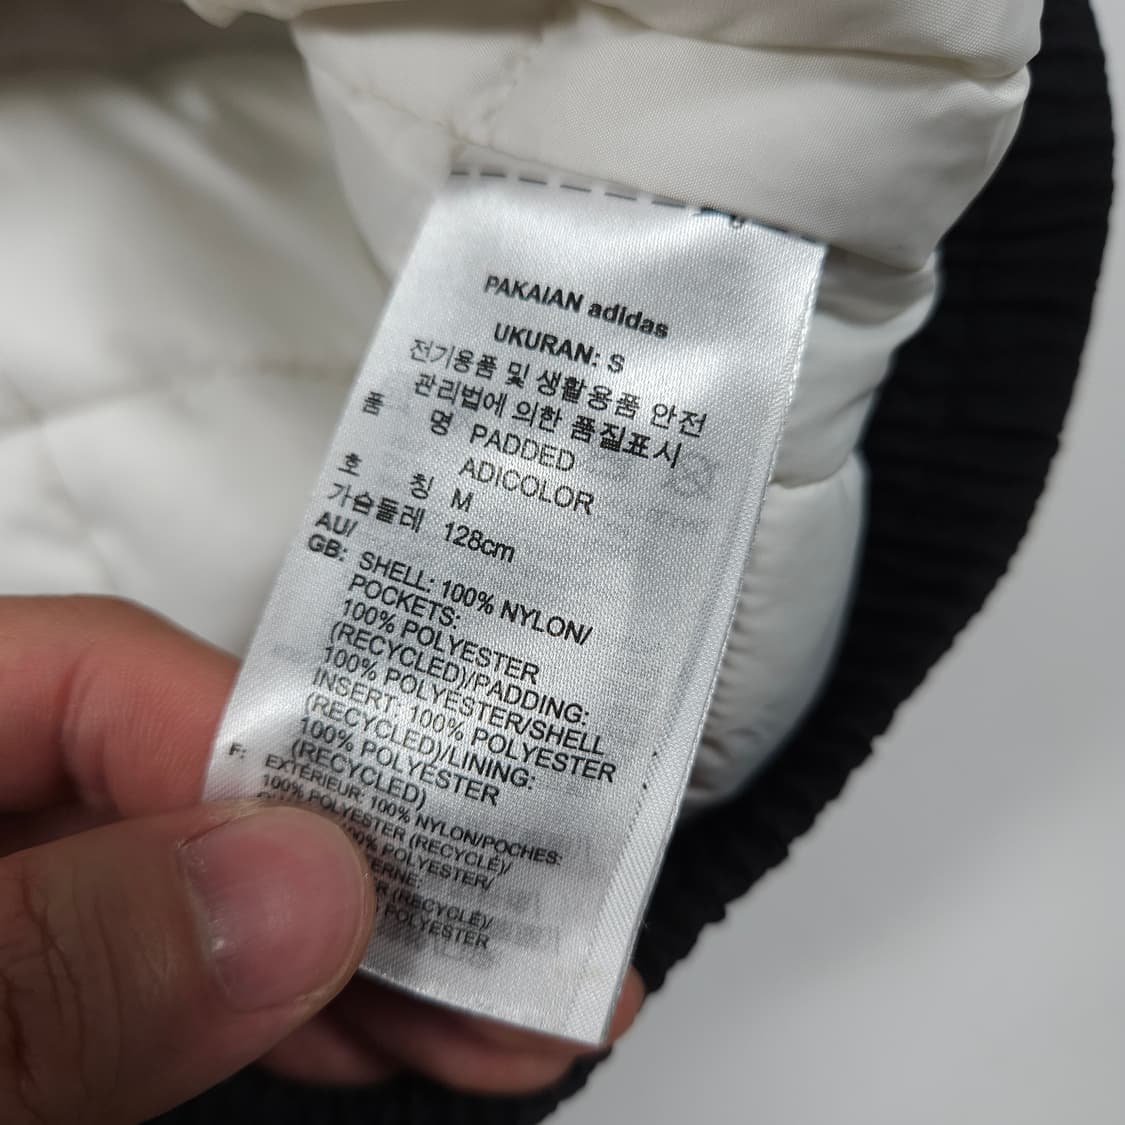 PAKAIAN adidas
UKURAN: S
전기용품 및 생활용품 안전
관리법에 의한 품질표시
품 명 PADDED
ADICOLOR
호 칭 M
가슴둘레 128cm
AU/
GB: SHELL: 100% NYLON/
POCKETS:
100% POLYESTER
(RECYCLED)/PADDING:
100% POLYESTER/SHELL
INSERT: 100% POLYESTER
(RECYCLED)/LINING:
100% POLYESTER
(RECYCLED)
F: EXTÉRIEUR: 100% NYLON/POCHES:
100% POLYESTER (RECYCLÉ)/
POLYESTER/
(RECYCLÉ)/
POLYESTER